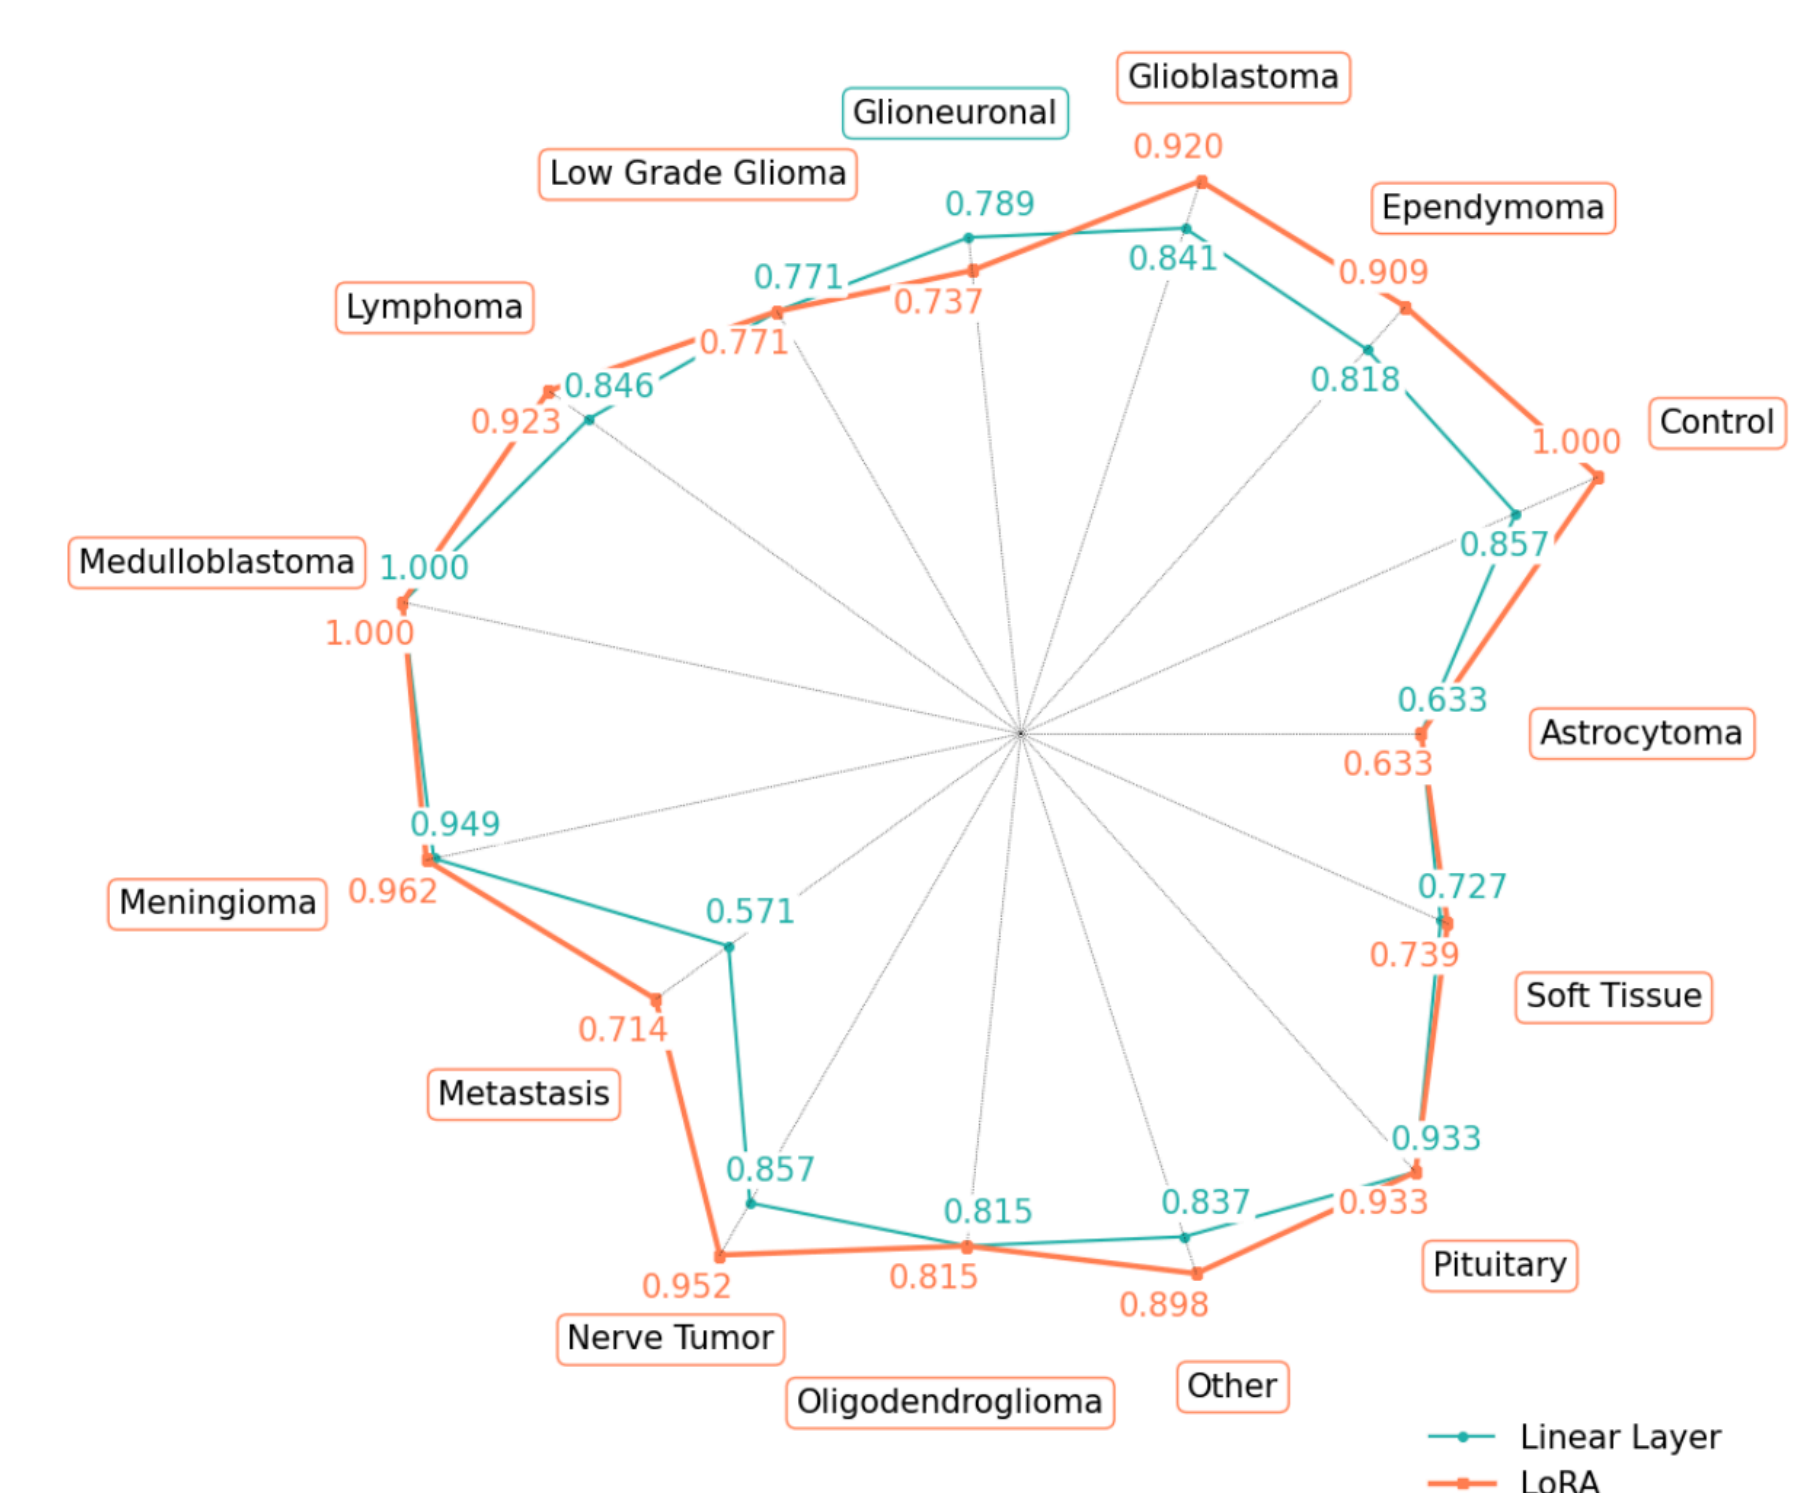 Glioblastoma
Glioneuronal
0.920
Low Grade Glioma
0.789
Ependymoma
0.841
0.909
0.771
0.737
Lymphoma
0.771
0.846
0.818
0.923
Control
1.000
0.857
Medulloblastoma
1.000
1.000
0.633
Astrocytoma
0.633
0.949
0.962
Meningioma
0.727
0.571
0.739
Soft Tissue
0.714
Metastasis
0.933
0.857
0.815
0.837
0.933
0.952
0.815
0.898
Pituitary
Nerve Tumor
Other
Oligodendroglioma
Linear Layer
LoRA